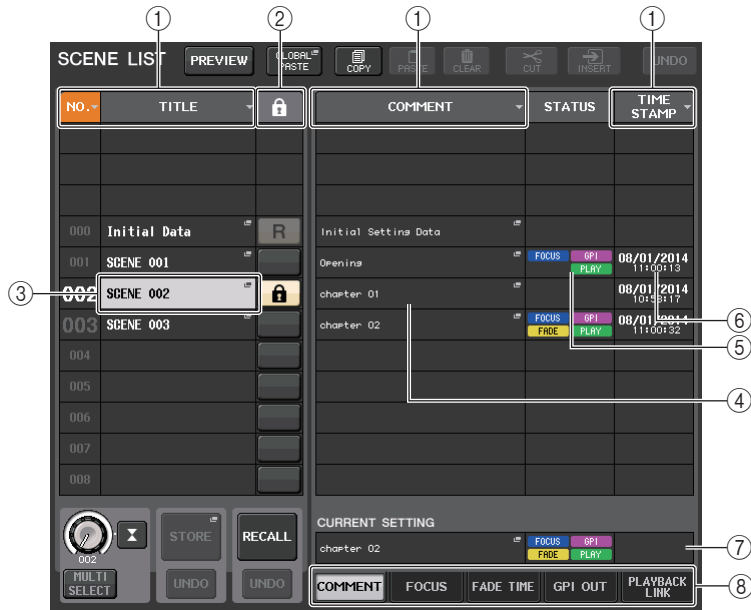 ① ② ① ①
SCENE LIST PREVIEW GLOBAL PASTE COPY PASTE CLEAR CUT INSERT UNDO
NO. TITLE COMMENT STATUS TIME STAMP
000 Initial Data R Initial Setting Data
001 SCENE 001 Opening FOCUS GPI PLAY 08/01/2014 11:00:13
③ 002 SCENE 002 chapter 01 08/01/2014 10:58:17
003 SCENE 003 chapter 02 FOCUS GPI FADE PLAY 08/01/2014 11:00:32
⑥
⑤
004
④
005
006
007
008
CURRENT SETTING
STORE RECALL
chapter 02 FOCUS GPI FADE PLAY ⑦
002
MULTI SELECT UNDO UNDO COMMENT FOCUS FADE TIME GPI OUT PLAYBACK LINK ⑧